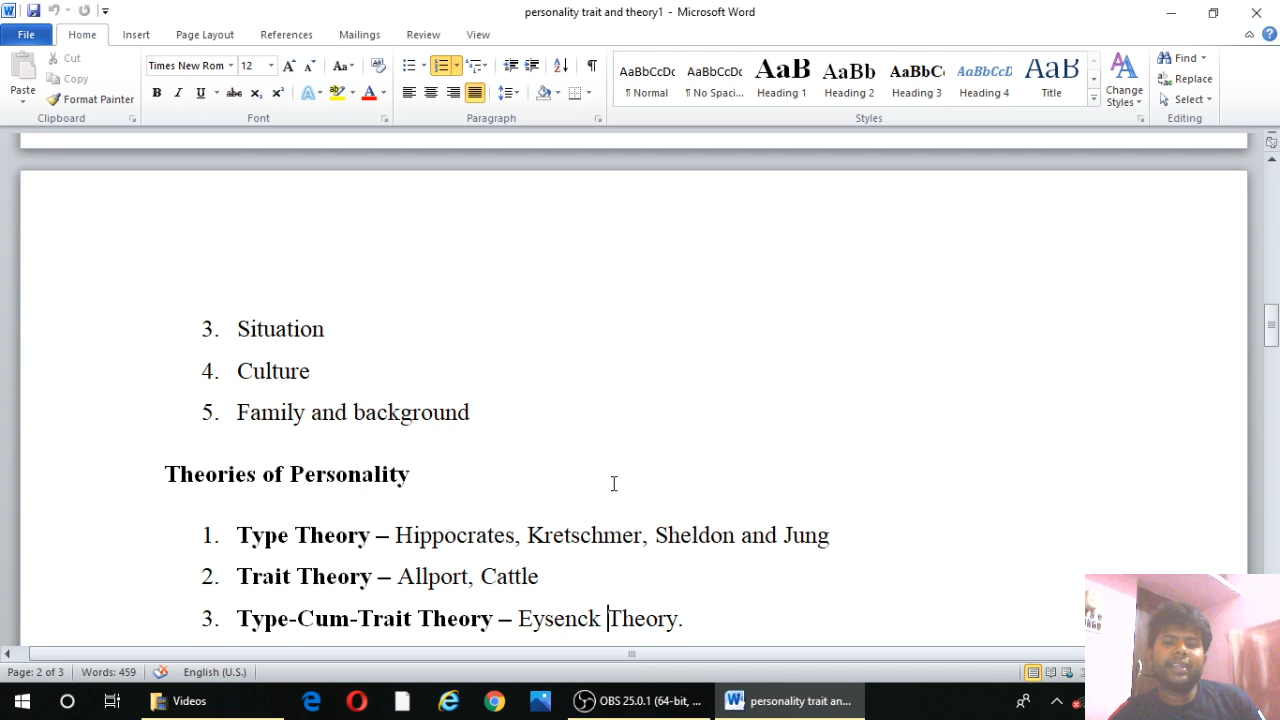 personality trait and theory1 - Microsoft Word
File Home Insert Page Layout References Mailings Review View
Paste
Cut
Copy
Format Painter
Clipboard
Times New Rom 12
Font
Paragraph
AaBbCcDc AaBbCcDc AaB AaBb AaBbC AaBbCcD AaB
¶ Normal ¶ No Spaci... Heading 1 Heading 2 Heading 3 Heading 4 Title
Styles
Change Styles
Find
Replace
Select
Editing
3. Situation
4. Culture
5. Family and background
Theories of Personality
1. Type Theory – Hippocrates, Kretschmer, Sheldon and Jung
2. Trait Theory – Allport, Cattle
3. Type-Cum-Trait Theory – Eysenck Theory.
Page: 2 of 3 Words: 459 English (U.S.)
Videos OBS 25.0.1 (64-bit, ... personality trait an...